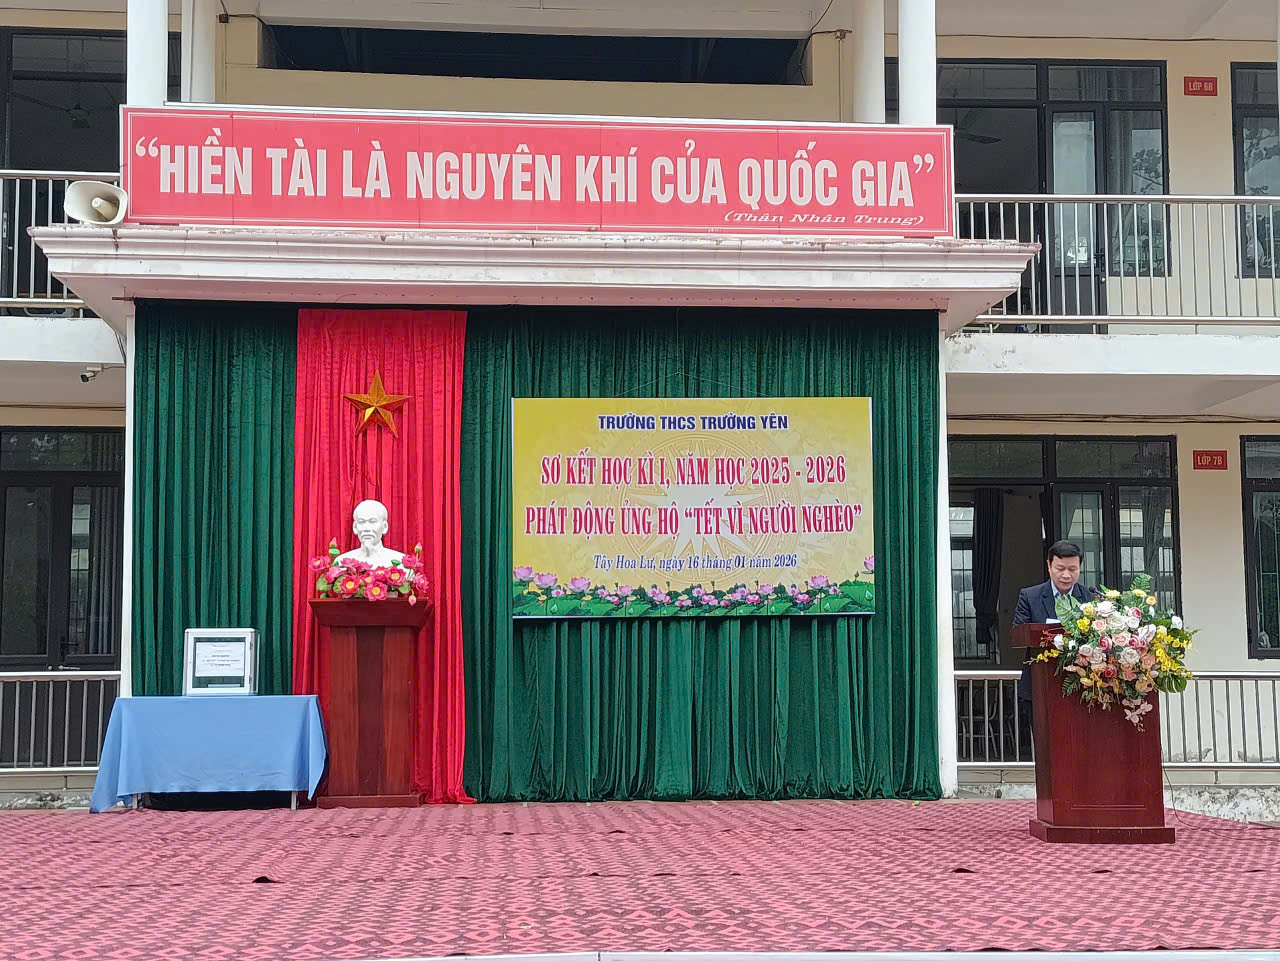 “HIỀN TÀI LÀ NGUYÊN KHÍ CỦA QUỐC GIA”
(Thân Nhân Trung)
LỚP 6B
TRƯỜNG THCS TRƯỜNG YÊN
SƠ KẾT HỌC KÌ I, NĂM HỌC 2025 - 2026
PHÁT ĐỘNG ỦNG HỘ “TẾT VÌ NGƯỜI NGHÈO”
Tây Hoa Lư, ngày 16 tháng 01 năm 2026
LỚP 7B